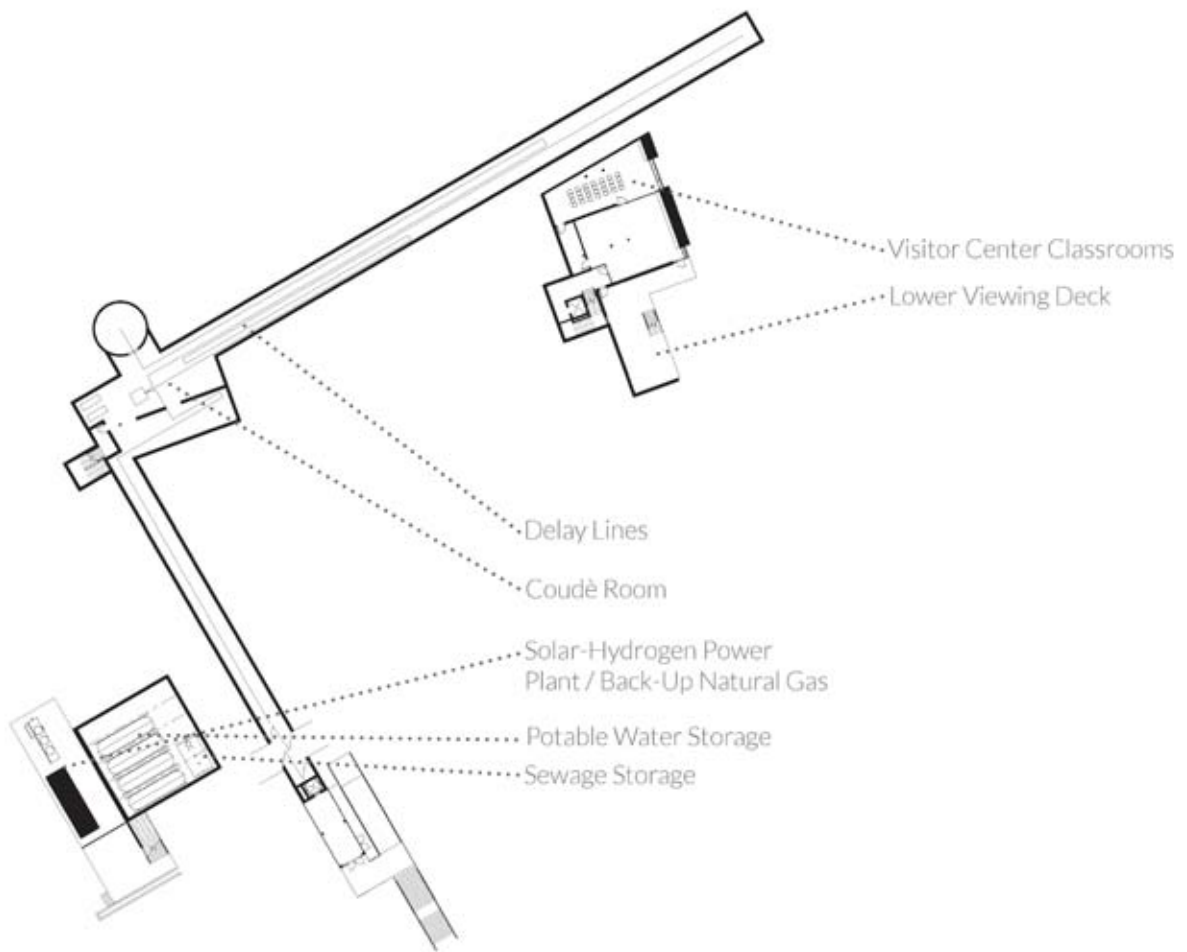 Visitor Center Classrooms
Lower Viewing Deck
Delay Lines
Coudè Room
Solar-Hydrogen Power
Plant / Back-Up Natural Gas
Potable Water Storage
Sewage Storage